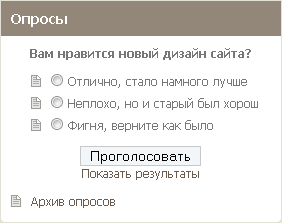 Опросы
Вам нравится новый дизайн сайта?
Отлично, стало намного лучше
Неплохо, но и старый был хорош
Фигня, верните как было
Проголосовать
Показать результаты
Архив опросов